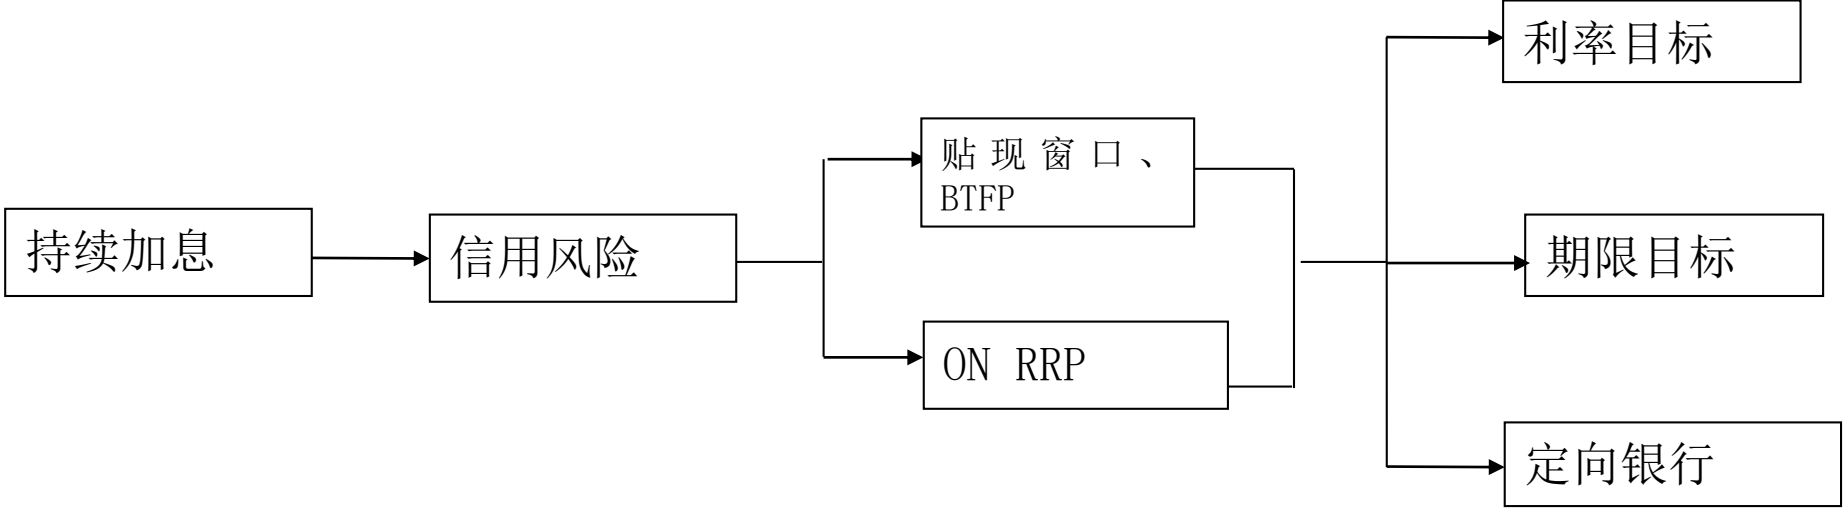 持续加息
信用风险
贴现窗口、
BTFP
ON RRP
利率目标
期限目标
定向银行